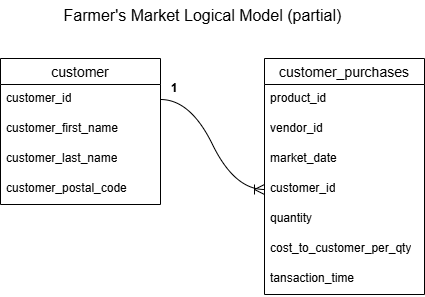 Farmer's Market Logical Model (partial)
customer
customer_id
customer_first_name
customer_last_name
customer_postal_code
1
customer_purchases
product_id
vendor_id
market_date
customer_id
quantity
cost_to_customer_per_qty
tansaction_time